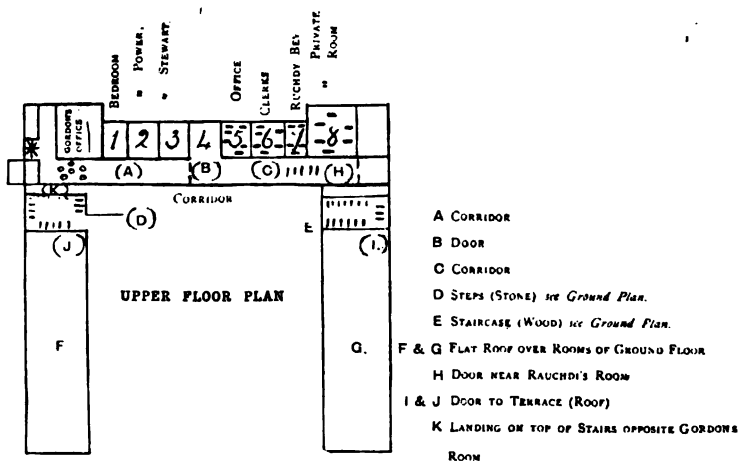 BEDROOM
" POWER.
" STEWART.
OFFICE
CLERKS
RUCHDY BEY
PRIVATE
" ROOM
GORDON'S
OFFICE
1 2 3 4 5 6 7 8
(A) (B) (C) (H)
(K) CORRIDOR
(D)
(J) E (I.)
UPPER FLOOR PLAN
F G.
A CORRIDOR
B DOOR
C CORRIDOR
D STEPS (STONE) see Ground Plan.
E STAIRCASE (WOOD) see Ground Plan.
F & G FLAT ROOF OVER ROOMS OF GROUND FLOOR
H DOOR NEAR RAUCHDI'S ROOM
I & J DOOR TO TERRACE (ROOF)
K LANDING ON TOP OF STAIRS OPPOSITE GORDONS
ROOM